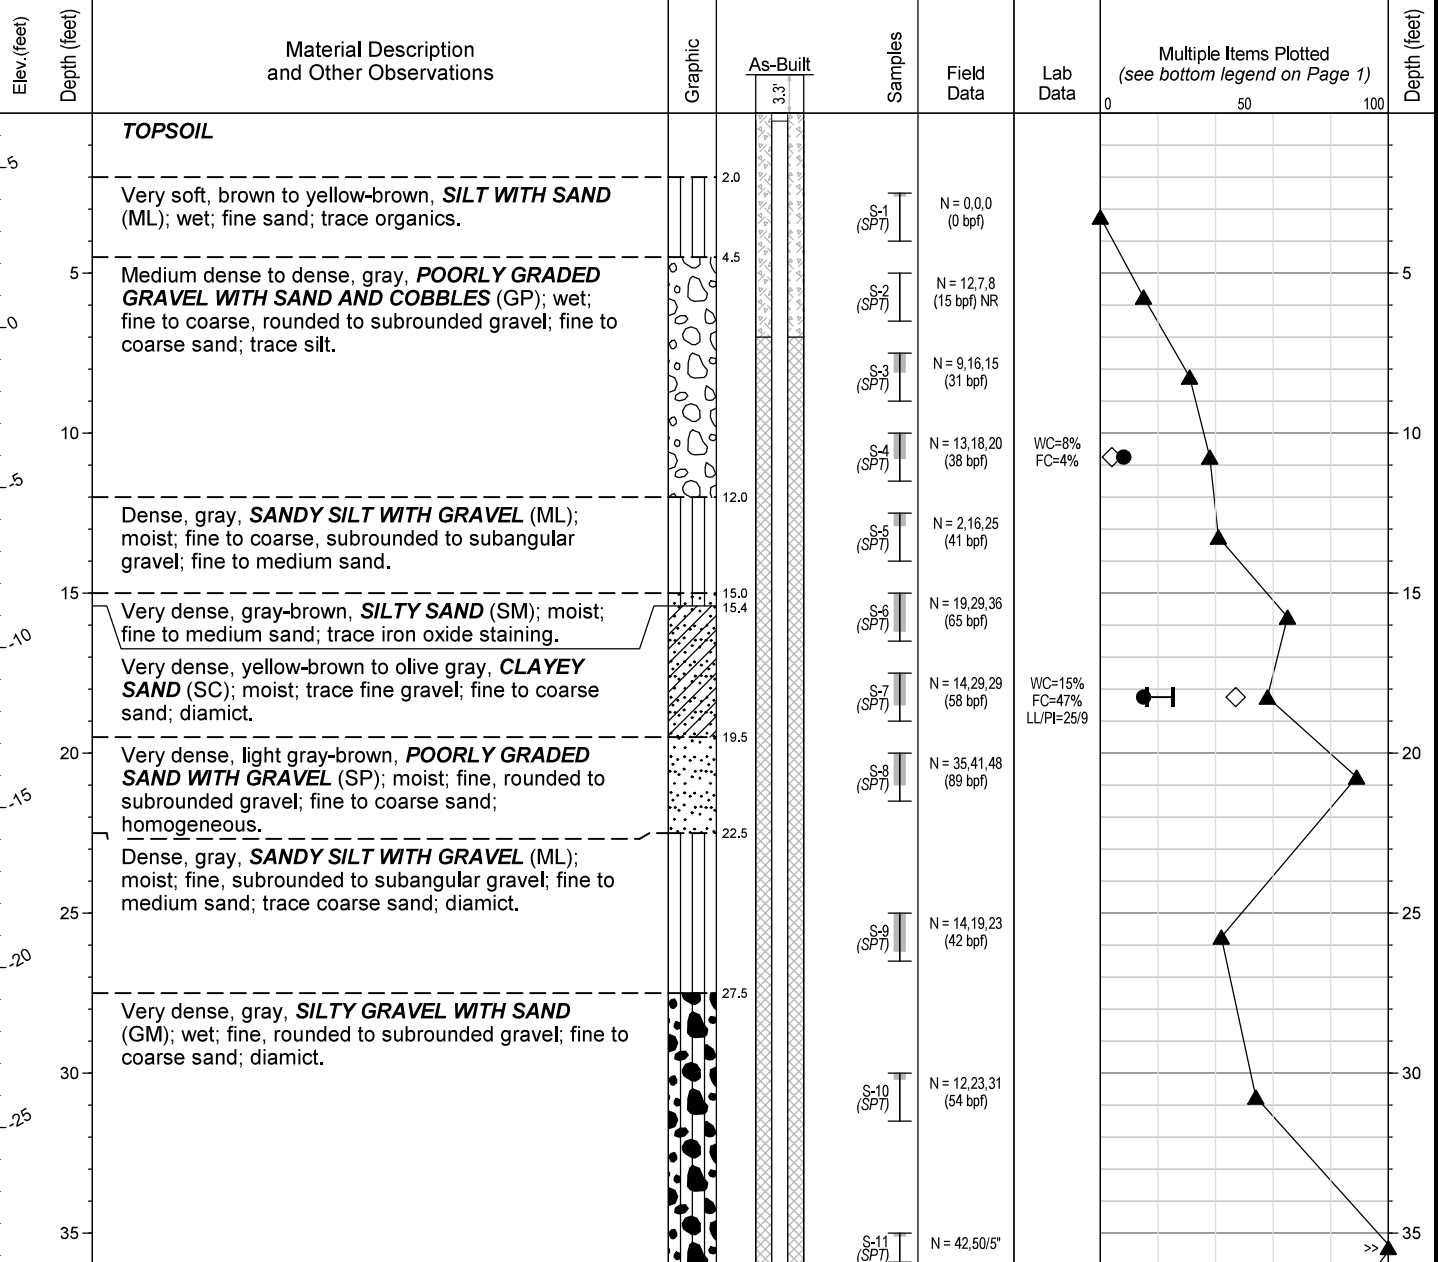 Elev.(feet)
Depth (feet)
Material Description
and Other Observations
Graphic
As-Built
3.3'
Samples
Field
Data
Lab
Data
Multiple Items Plotted
(see bottom legend on Page 1)
0 50 100
Depth (feet)
TOPSOIL
5
2.0
Very soft, brown to yellow-brown, SILT WITH SAND
(ML); wet; fine sand; trace organics.
S-1
(SPT)
N = 0,0,0
(0 bpf)
4.5
5
Medium dense to dense, gray, POORLY GRADED
GRAVEL WITH SAND AND COBBLES (GP); wet;
fine to coarse, rounded to subrounded gravel; fine to
coarse sand; trace silt.
S-2
(SPT)
N = 12,7,8
(15 bpf) NR
5
0
S-3
(SPT)
N = 9,16,15
(31 bpf)
10
S-4
(SPT)
N = 13,18,20
(38 bpf)
WC=8%
FC=4%
10
-5
12.0
Dense, gray, SANDY SILT WITH GRAVEL (ML);
moist; fine to coarse, subrounded to subangular
gravel; fine to medium sand.
S-5
(SPT)
N = 2,16,25
(41 bpf)
15
15.0
15.4
Very dense, gray-brown, SILTY SAND (SM); moist;
fine to medium sand; trace iron oxide staining.
S-6
(SPT)
N = 19,29,36
(65 bpf)
15
-10
Very dense, yellow-brown to olive gray, CLAYEY
SAND (SC); moist; trace fine gravel; fine to coarse
sand; diamict.
S-7
(SPT)
N = 14,29,29
(58 bpf)
WC=15%
FC=47%
LL/PI=25/9
19.5
20
Very dense, light gray-brown, POORLY GRADED
SAND WITH GRAVEL (SP); moist; fine, rounded to
subrounded gravel; fine to coarse sand;
homogeneous.
S-8
(SPT)
N = 35,41,48
(89 bpf)
20
-15
22.5
Dense, gray, SANDY SILT WITH GRAVEL (ML);
moist; fine, subrounded to subangular gravel; fine to
medium sand; trace coarse sand; diamict.
25
S-9
(SPT)
N = 14,19,23
(42 bpf)
25
-20
27.5
Very dense, gray, SILTY GRAVEL WITH SAND
(GM); wet; fine, rounded to subrounded gravel; fine to
coarse sand; diamict.
30
S-10
(SPT)
N = 12,23,31
(54 bpf)
30
-25
35
S-11
(SPT)
N = 42,50/5"
>>
35